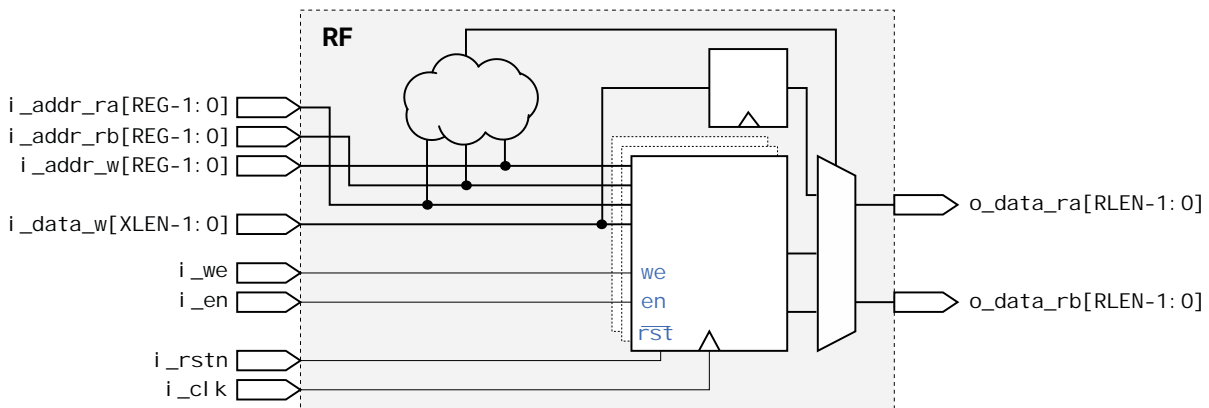 RF
i_addr_ra[REG-1:0]
i_addr_rb[REG-1:0]
i_addr_w[REG-1:0]
i_data_w[XLEN-1:0]
i_we
i_en
i_rstn
i_clk
we
en
rst
o_data_ra[RLEN-1:0]
o_data_rb[RLEN-1:0]